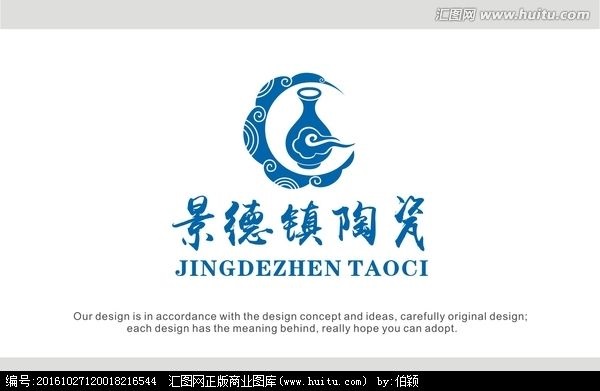 汇图网 www.huitu.com
景德镇陶瓷
JINGDEZHEN TAOCI
Our design is in accordance with the design concept and ideas, carefully original design;
each design has the meaning behind, really hope you can adopt.
编号:20161027120018216544 汇图网正版商业图库(www.huitu.com) by:伯颖